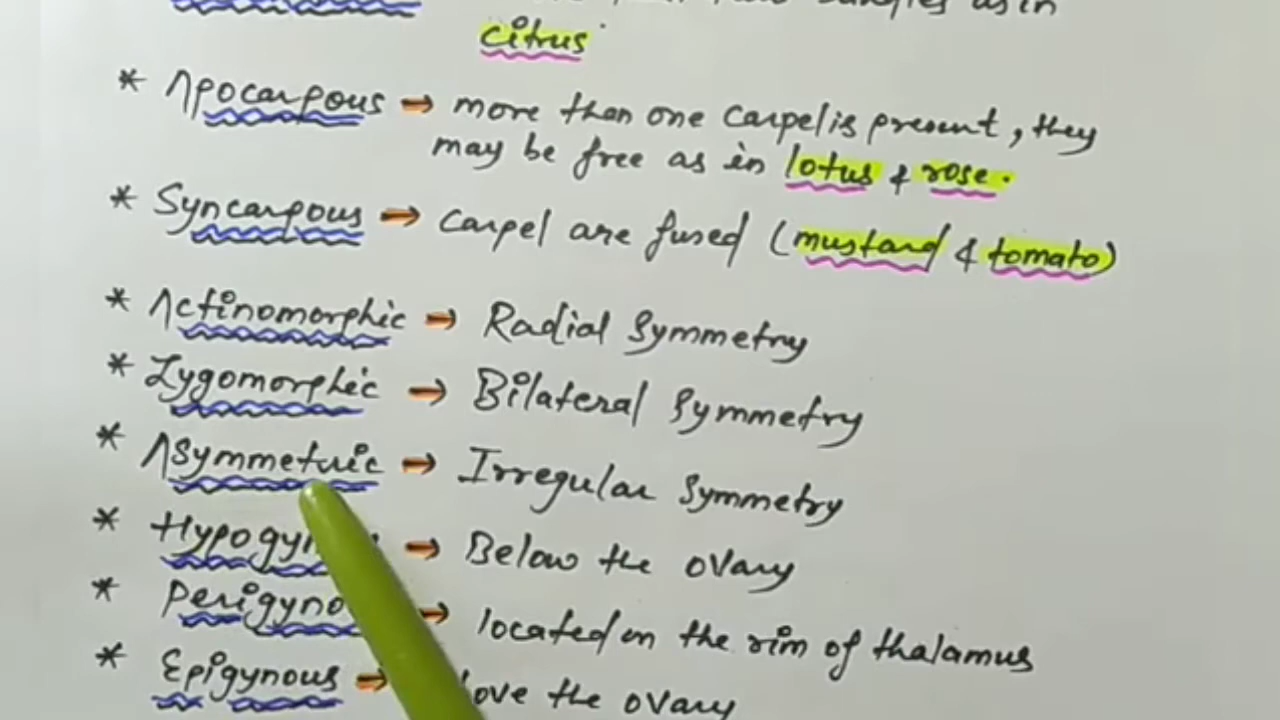 as in
citrus
* Apocarpous → more than one Carpel is present, they
may be free as in lotus & rose.
* Syncarpous → Carpel are fused (mustard & tomato)
* Actinomorphic → Radial Symmetry
* Zygomorphic → Bilateral Symmetry
* Asymmetric → Irregular Symmetry
* Hypogyn → Below the ovary
* Perigyno → located on the rim of thalamus
* Epigynous → ove the ovary